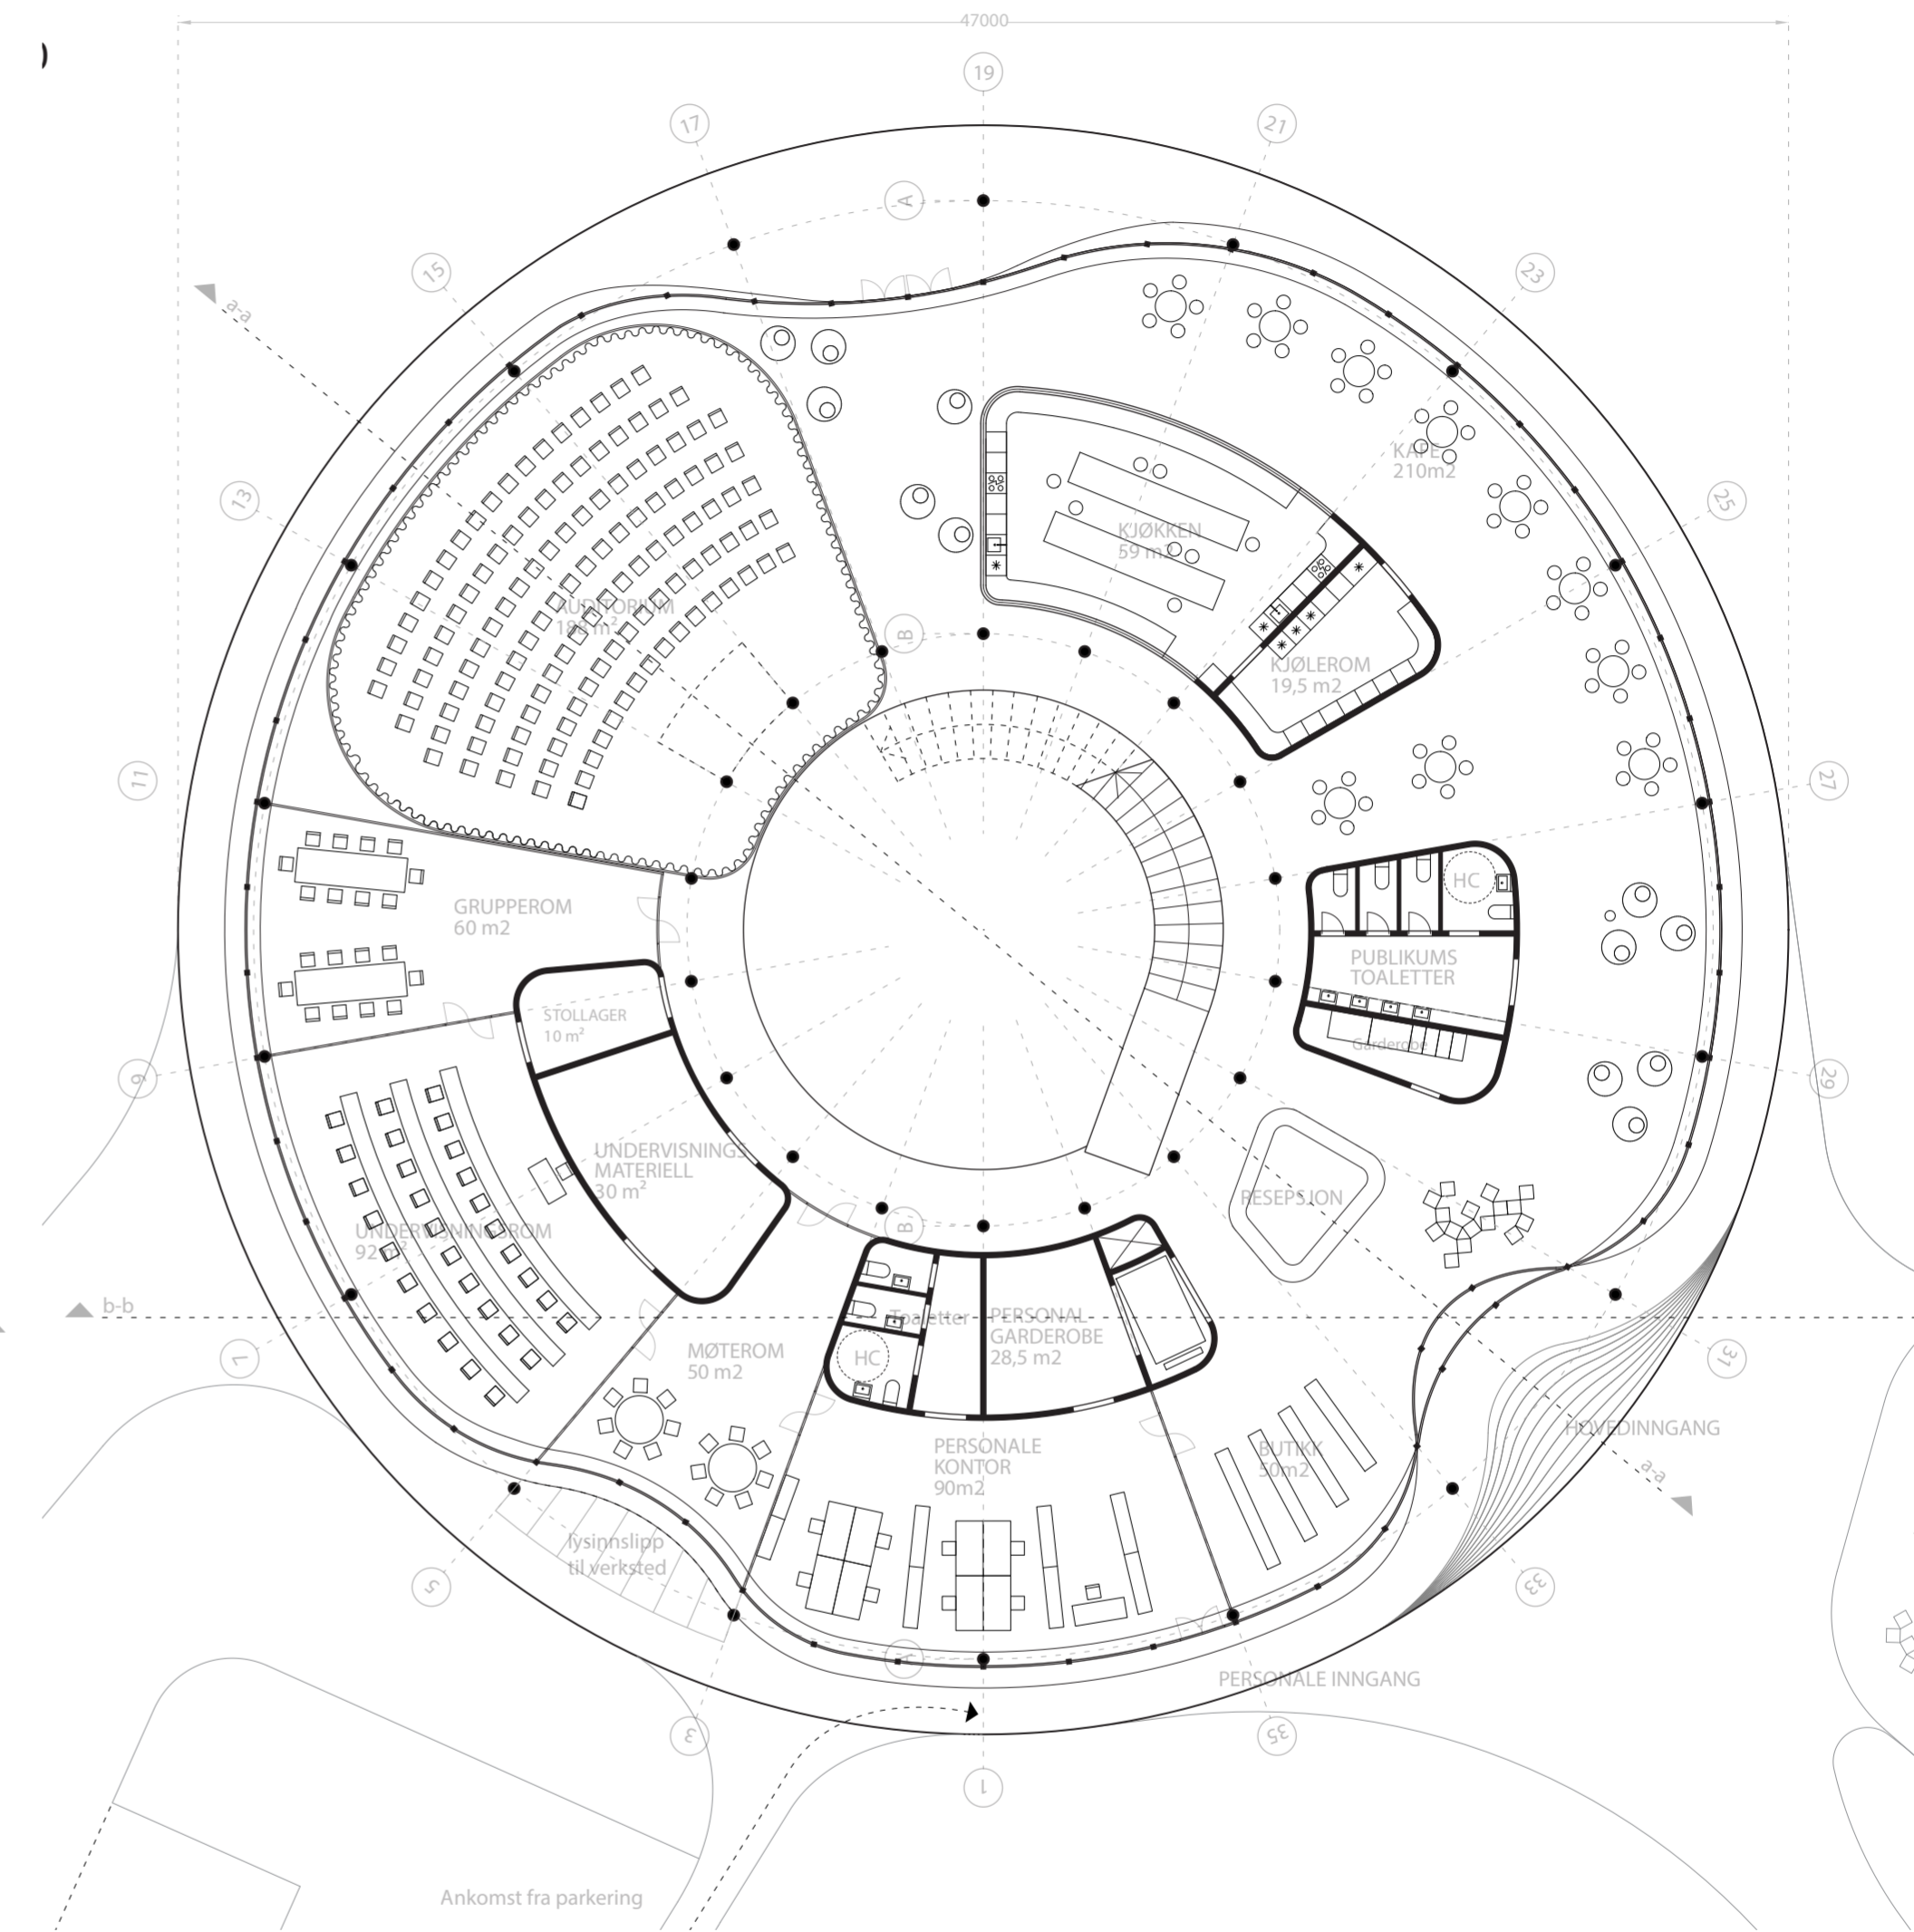 )
47000
19
17
21
A
15
23
a-a
13
25
KAFE
210m2
KJØKKEN
59 m2
AUDITORIUM
188 m²
B
KJØLEROM
19,5 m2
11
27
HC
GRUPPEROM
60 m2
PUBLIKUMS
TOALETTER
STOLLAGER
10 m²
Garderobe
9
29
UNDERVISNINGS
MATERIELL
30 m²
RESEPSJON
UNDERVISNINGSROM
92 m²
B
b-b
Toaletter
PERSONAL
GARDEROBE
28,5 m2
MØTEROM
50 m2
HC
7
31
HOVEDINNGANG
PERSONALE
KONTOR
90m2
BUTIKK
50m2
a-a
lysinnslipp
til verksted
5
33
A
PERSONALE INNGANG
3
35
1
Ankomst fra parkering